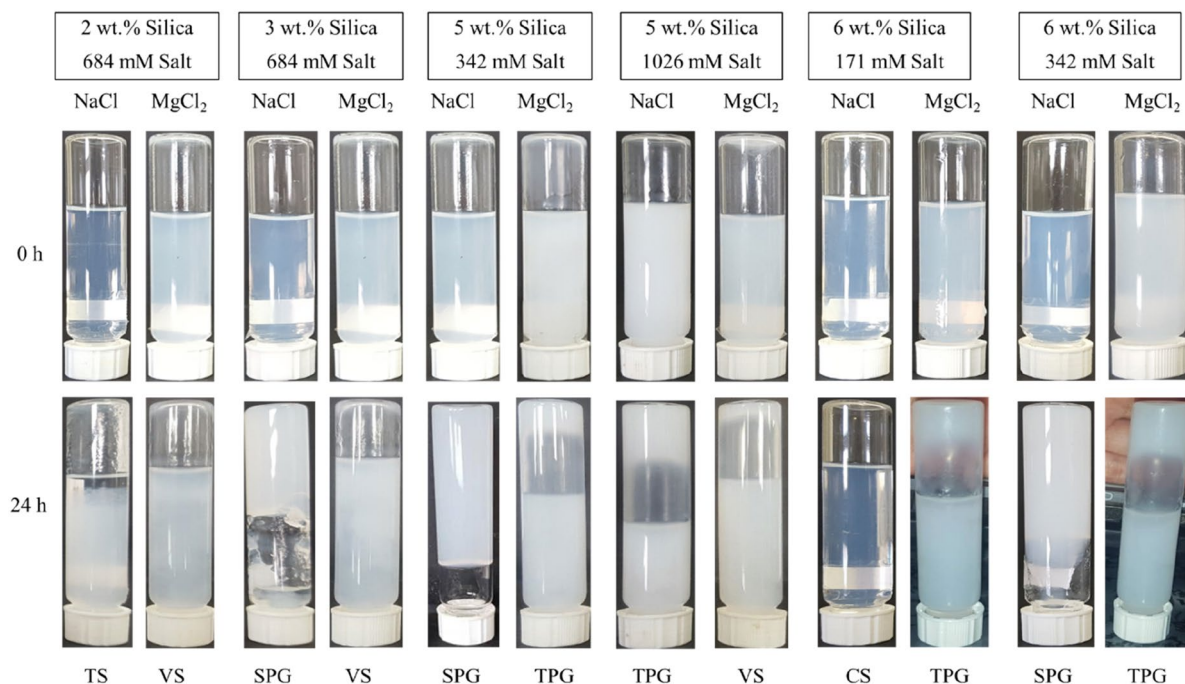 2 wt.% Silica
684 mM Salt
3 wt.% Silica
684 mM Salt
5 wt.% Silica
342 mM Salt
5 wt.% Silica
1026 mM Salt
6 wt.% Silica
171 mM Salt
6 wt.% Silica
342 mM Salt
NaCl MgCl₂ NaCl MgCl₂ NaCl MgCl₂ NaCl MgCl₂ NaCl MgCl₂ NaCl MgCl₂
0 h
24 h
TS VS SPG VS SPG TPG TPG VS CS TPG SPG TPG